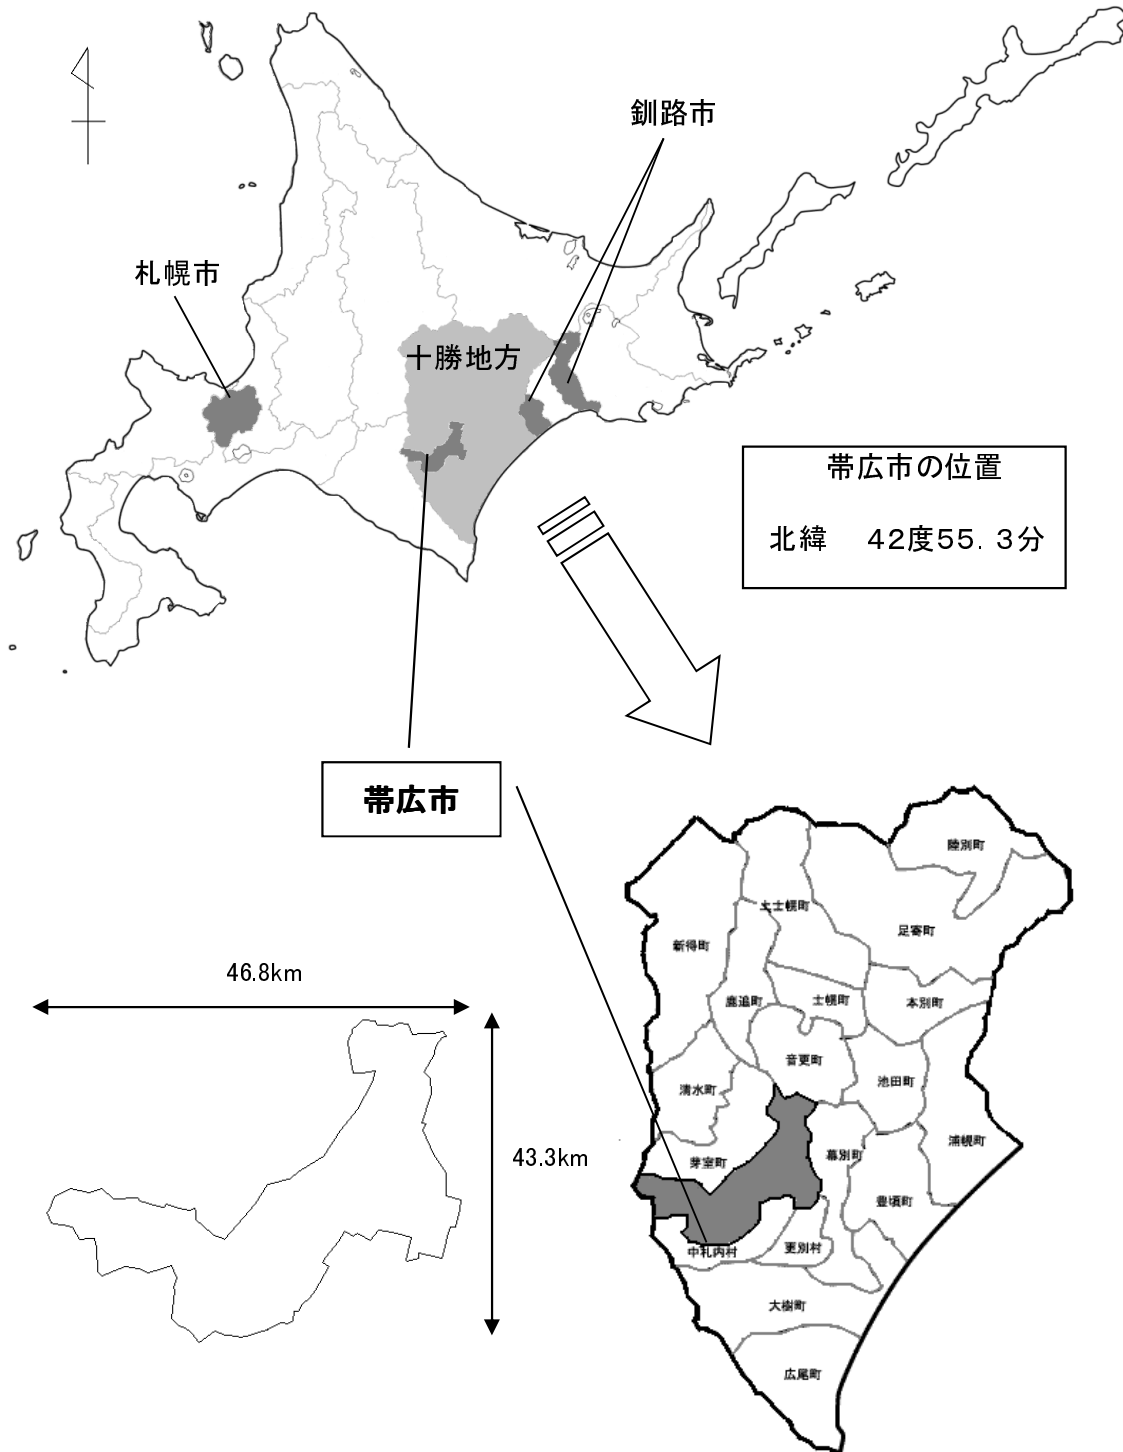 釧路市
札幌市
十勝地方
帯広市の位置
北緯　42度55．3分
帯広市
陸別町
上士幌町
足寄町
新得町
鹿追町
士幌町
本別町
音更町
池田町
清水町
浦幌町
幕別町
芽室町
豊頃町
更別村
中札内村
大樹町
広尾町
46.8km
43.3km